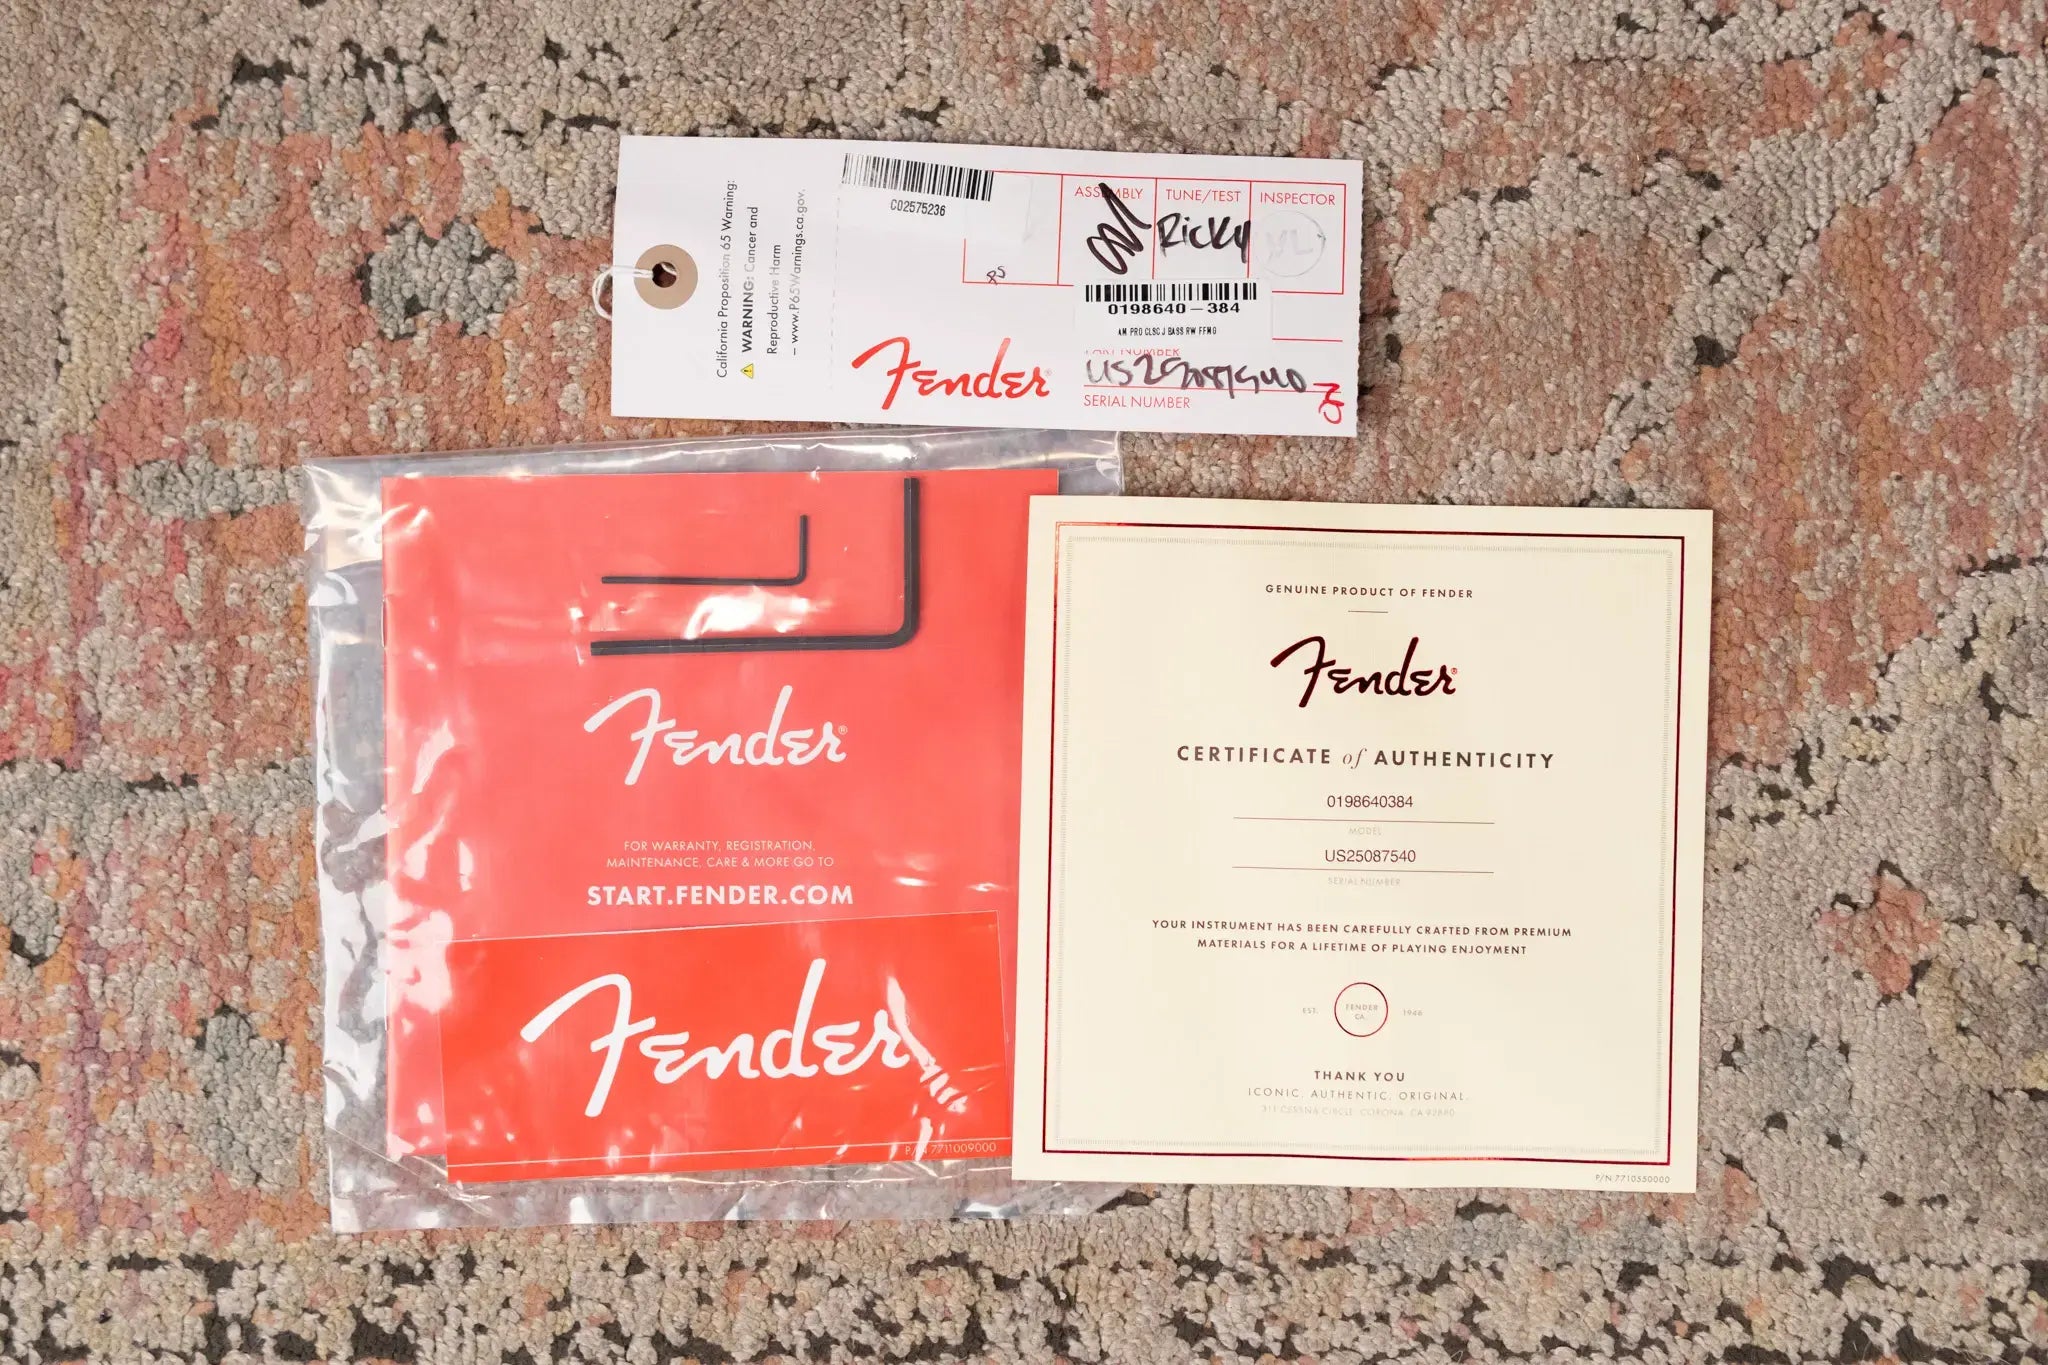 California Proposition 65 Warning:
WARNING: Cancer and
Reproductive Harm
– www.P65Warnings.ca.gov.
C02575236
ASSEMBLY
TUNE/TEST
INSPECTOR
Ricky
RS
0198640-384
AM PRO CLSC J BASS RW FFMG
PART NUMBER
SERIAL NUMBER
Fender®
Fender®
FOR WARRANTY, REGISTRATION,
MAINTENANCE, CARE & MORE GO TO
START.FENDER.COM
Fender
P/N 7711009000
GENUINE PRODUCT OF FENDER
Fender®
CERTIFICATE of AUTHENTICITY
0198640384
MODEL
US25087540
SERIAL NUMBER
YOUR INSTRUMENT HAS BEEN CAREFULLY CRAFTED FROM PREMIUM
MATERIALS FOR A LIFETIME OF PLAYING ENJOYMENT
EST. FENDER CA. 1946
THANK YOU
ICONIC. AUTHENTIC. ORIGINAL.
311 CESSNA CIRCLE, CORONA, CA 92880
P/N 7710550000